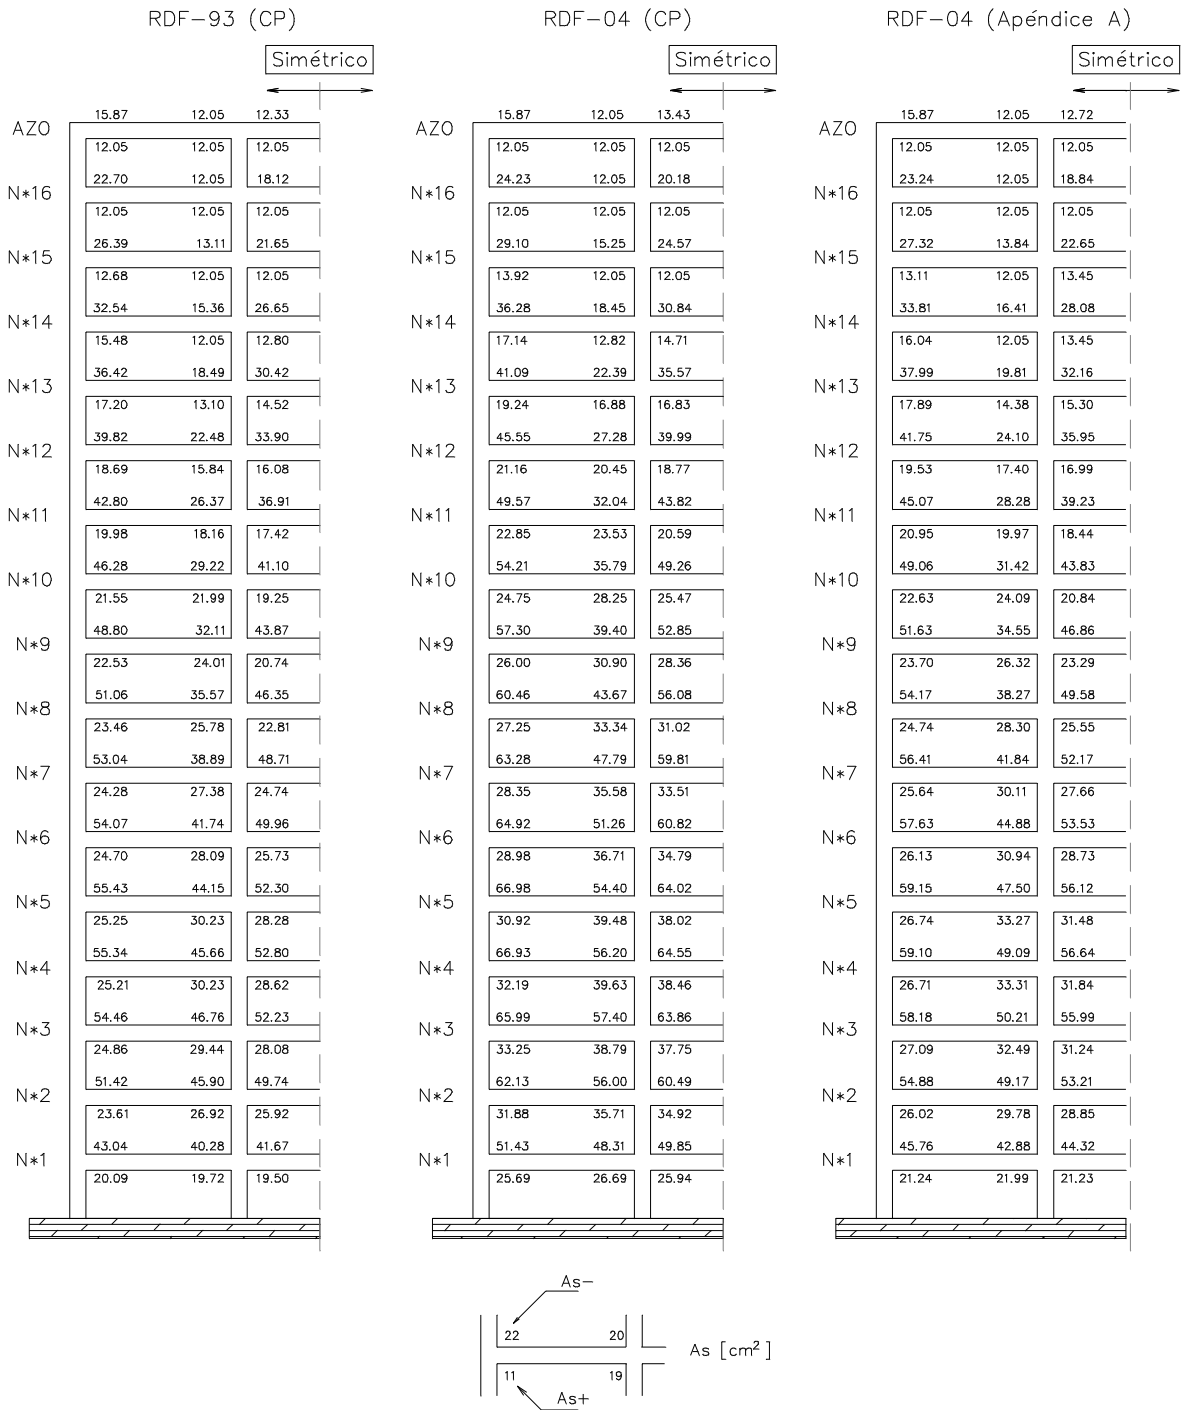 RDF-93 (CP) RDF-04 (CP) RDF-04 (Apéndice A)
Simétrico Simétrico Simétrico
15.87 12.05 12.33 15.87 12.05 13.43 15.87 12.05 12.72
AZO AZO AZO
12.05 12.05 12.05 12.05 12.05 12.05 12.05 12.05 12.05
22.70 12.05 18.12 24.23 12.05 20.18 23.24 12.05 18.84
N*16 N*16 N*16
12.05 12.05 12.05 12.05 12.05 12.05 12.05 12.05 12.05
26.39 13.11 21.65 29.10 15.25 24.57 27.32 13.84 22.65
N*15 N*15 N*15
12.68 12.05 12.05 13.92 12.05 12.05 13.11 12.05 13.45
32.54 15.36 26.65 36.28 18.45 30.84 33.81 16.41 28.08
N*14 N*14 N*14
15.48 12.05 12.80 17.14 12.82 14.71 16.04 12.05 13.45
36.42 18.49 30.42 41.09 22.39 35.57 37.99 19.81 32.16
N*13 N*13 N*13
17.20 13.10 14.52 19.24 16.88 16.83 17.89 14.38 15.30
39.82 22.48 33.90 45.55 27.28 39.99 41.75 24.10 35.95
N*12 N*12 N*12
18.69 15.84 16.08 21.16 20.45 18.77 19.53 17.40 16.99
42.80 26.37 36.91 49.57 32.04 43.82 45.07 28.28 39.23
N*11 N*11 N*11
19.98 18.16 17.42 22.85 23.53 20.59 20.95 19.97 18.44
46.28 29.22 41.10 54.21 35.79 49.26 49.06 31.42 43.83
N*10 N*10 N*10
21.55 21.99 19.25 24.75 28.25 25.47 22.63 24.09 20.84
48.80 32.11 43.87 57.30 39.40 52.85 51.63 34.55 46.86
N*9 N*9 N*9
22.53 24.01 20.74 26.00 30.90 28.36 23.70 26.32 23.29
51.06 35.57 46.35 60.46 43.67 56.08 54.17 38.27 49.58
N*8 N*8 N*8
23.46 25.78 22.81 27.25 33.34 31.02 24.74 28.30 25.55
53.04 38.89 48.71 63.28 47.79 59.81 56.41 41.84 52.17
N*7 N*7 N*7
24.28 27.38 24.74 28.35 35.58 33.51 25.64 30.11 27.66
54.07 41.74 49.96 64.92 51.26 60.82 57.63 44.88 53.53
N*6 N*6 N*6
24.70 28.09 25.73 28.98 36.71 34.79 26.13 30.94 28.73
55.43 44.15 52.30 66.98 54.40 64.02 59.15 47.50 56.12
N*5 N*5 N*5
25.25 30.23 28.28 30.92 39.48 38.02 26.74 33.27 31.48
55.34 45.66 52.80 66.93 56.20 64.55 59.10 49.09 56.64
N*4 N*4 N*4
25.21 30.23 28.62 32.19 39.63 38.46 26.71 33.31 31.84
54.46 46.76 52.23 65.99 57.40 63.86 58.18 50.21 55.99
N*3 N*3 N*3
24.86 29.44 28.08 33.25 38.79 37.75 27.09 32.49 31.24
51.42 45.90 49.74 62.13 56.00 60.49 54.88 49.17 53.21
N*2 N*2 N*2
23.61 26.92 25.92 31.88 35.71 34.92 26.02 29.78 28.85
43.04 40.28 41.67 51.43 48.31 49.85 45.76 42.88 44.32
N*1 N*1 N*1
20.09 19.72 19.50 25.69 26.69 25.94 21.24 21.99 21.23
As-
22 20
As [cm²]
11 19
As+